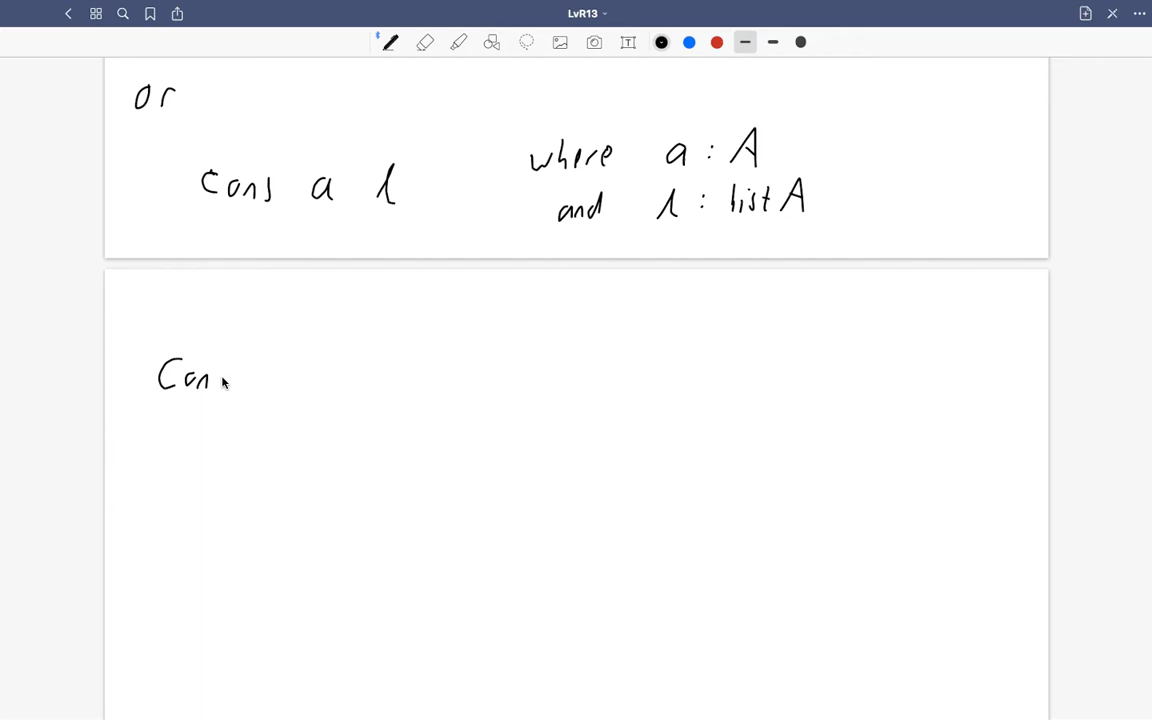 LvR13
T
or
where a : A
Cons a l
and l : list A
Con